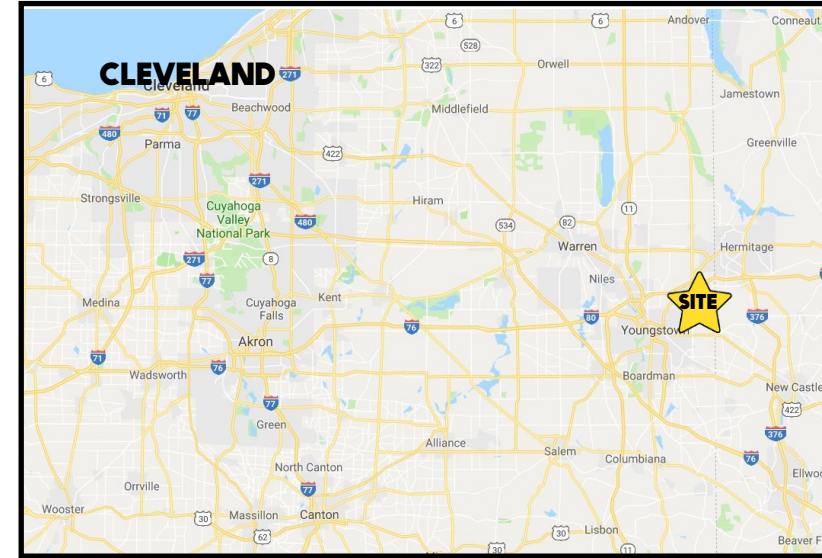 6
6
Andover
Conneaut
528
CLEVELAND
271
322
Orwell
6
Cleveland
Jamestown
Beachwood
Middlefield
71
77
480
Parma
422
Greenville
271
Strongsville
Cuyahoga
Valley
National Park
Hiram
480
534
82
11
Warren
Hermitage
271
8
77
Niles
SITE
Medina
Cuyahoga
Falls
Kent
76
80
376
Youngstown
Akron
71
76
Wadsworth
Boardman
77
New Castle
422
Green
376
Alliance
Salem
Columbiana
76
North Canton
77
Orrville
Wooster
30
Massillon
Canton
62
30
Lisbon
30
11